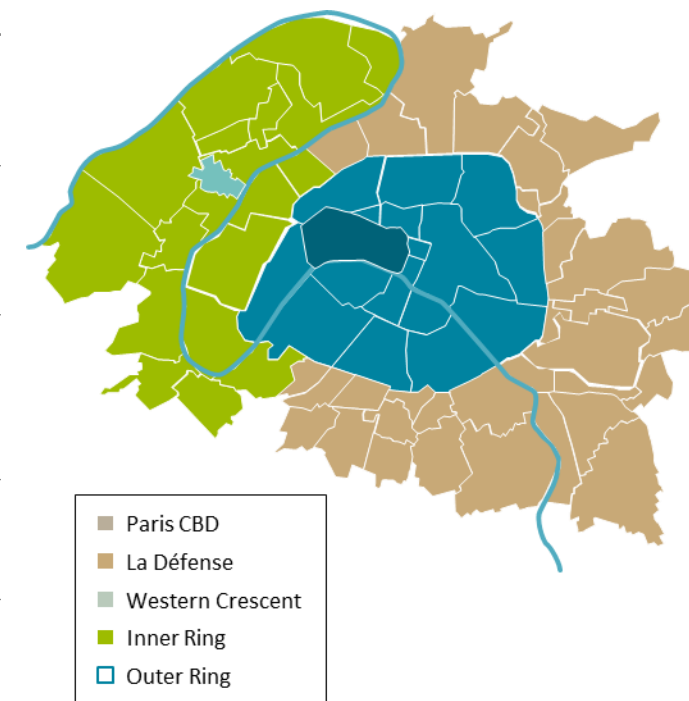 Paris CBD
La Défense
Western Crescent
Inner Ring
Outer Ring